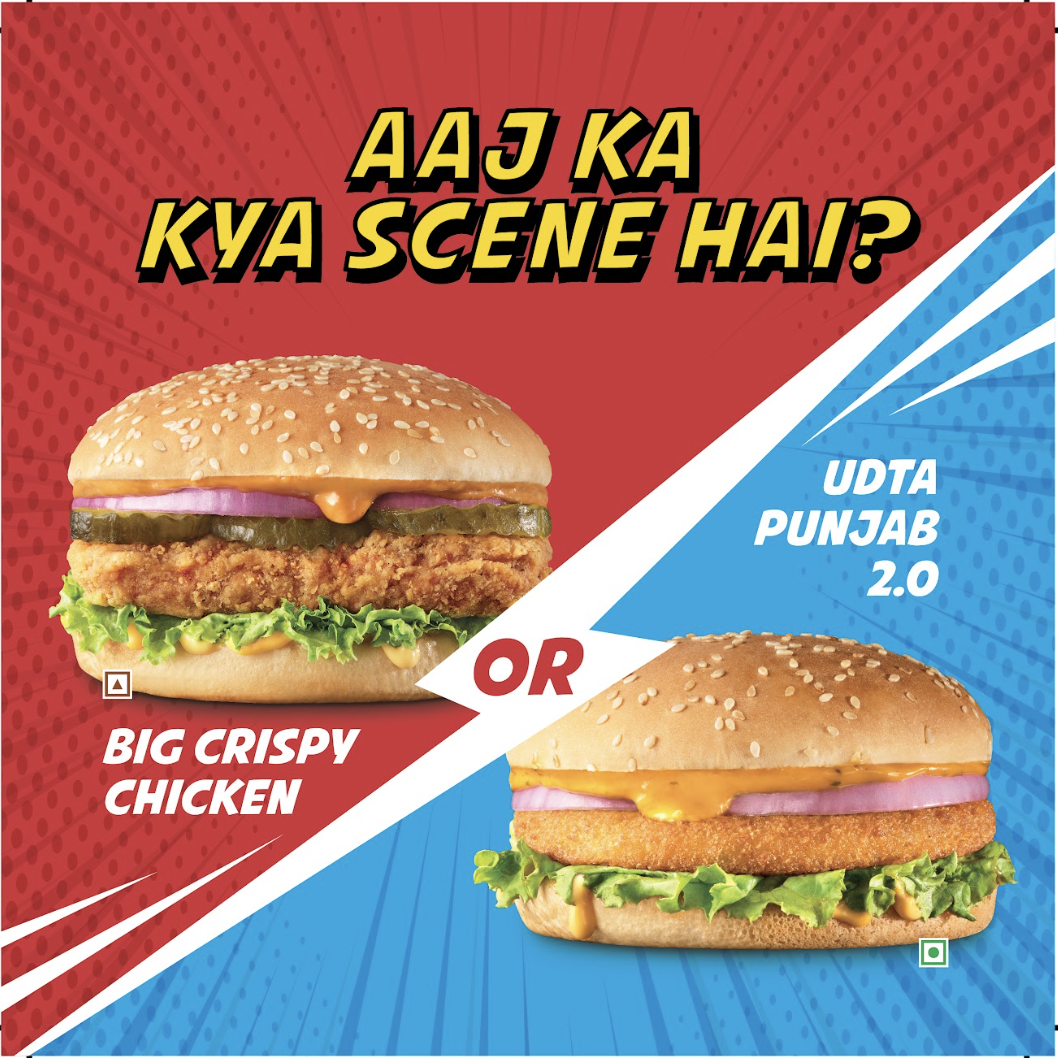 AAJ KA
KYA SCENE HAI?
UDTA
PUNJAB
2.0
OR
BIG CRISPY
CHICKEN